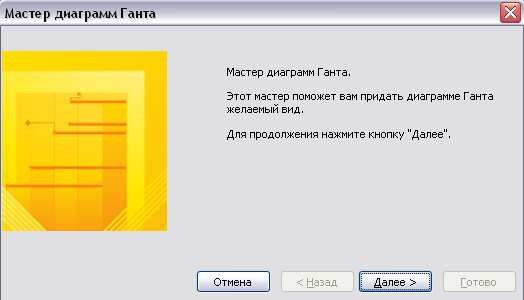 Мастер диаграмм Ганта
Мастер диаграмм Ганта.
Этот мастер поможет вам придать диаграмме Ганта
желаемый вид.
Для продолжения нажмите кнопку "Далее".
Отмена
< Назад
Далее >
Готово